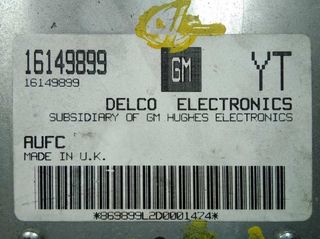 16149899 GM YT
16149899
DELCO ELECTRONICS
SUBSIDIARY OF GM HUGHES ELECTRONICS
AUFC
MADE IN U.K.
*869899L2D0001474*